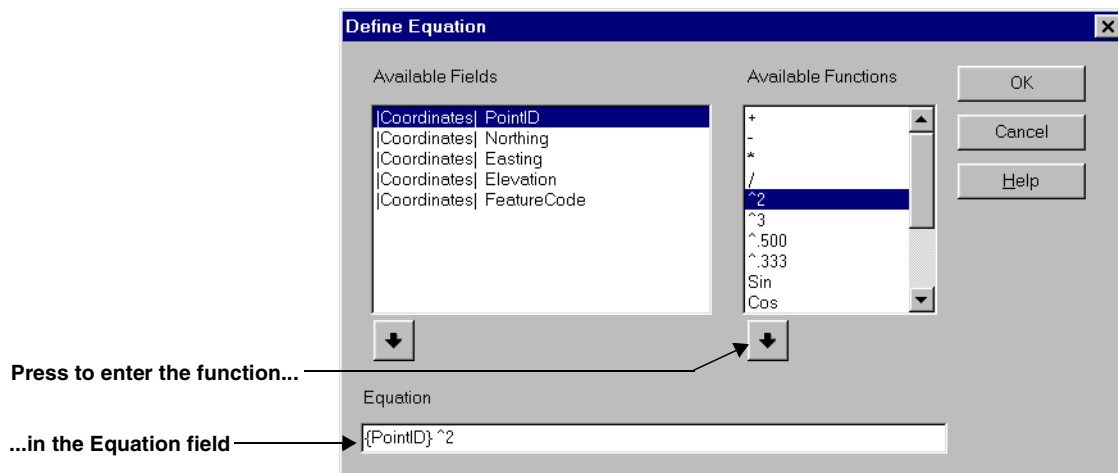 Define Equation
Available Fields
|Coordinates| PointID
|Coordinates| Northing
|Coordinates| Easting
|Coordinates| Elevation
|Coordinates| FeatureCode
Available Functions
+
-
*
/
^2
^3
^.500
^.333
Sin
Cos
OK
Cancel
Help
Press to enter the function...
Equation
...in the Equation field
{PointID} ^2